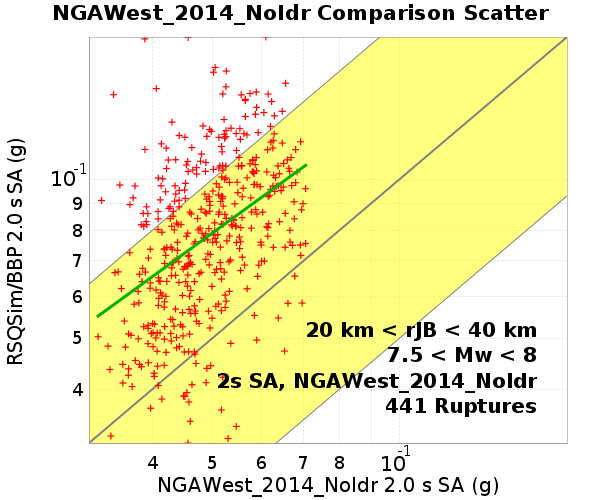 NGAWest_2014_NoIdr Comparison Scatter
RSQSim/BBP 2.0 s SA (g)
10-1
9
8
7
6
5
4
20 km < rJB < 40 km
7.5 < Mw < 8
2s SA, NGAWest_2014_NoIdr
441 Ruptures
4 5 6 7 8 10-1
NGAWest_2014_NoIdr 2.0 s SA (g)